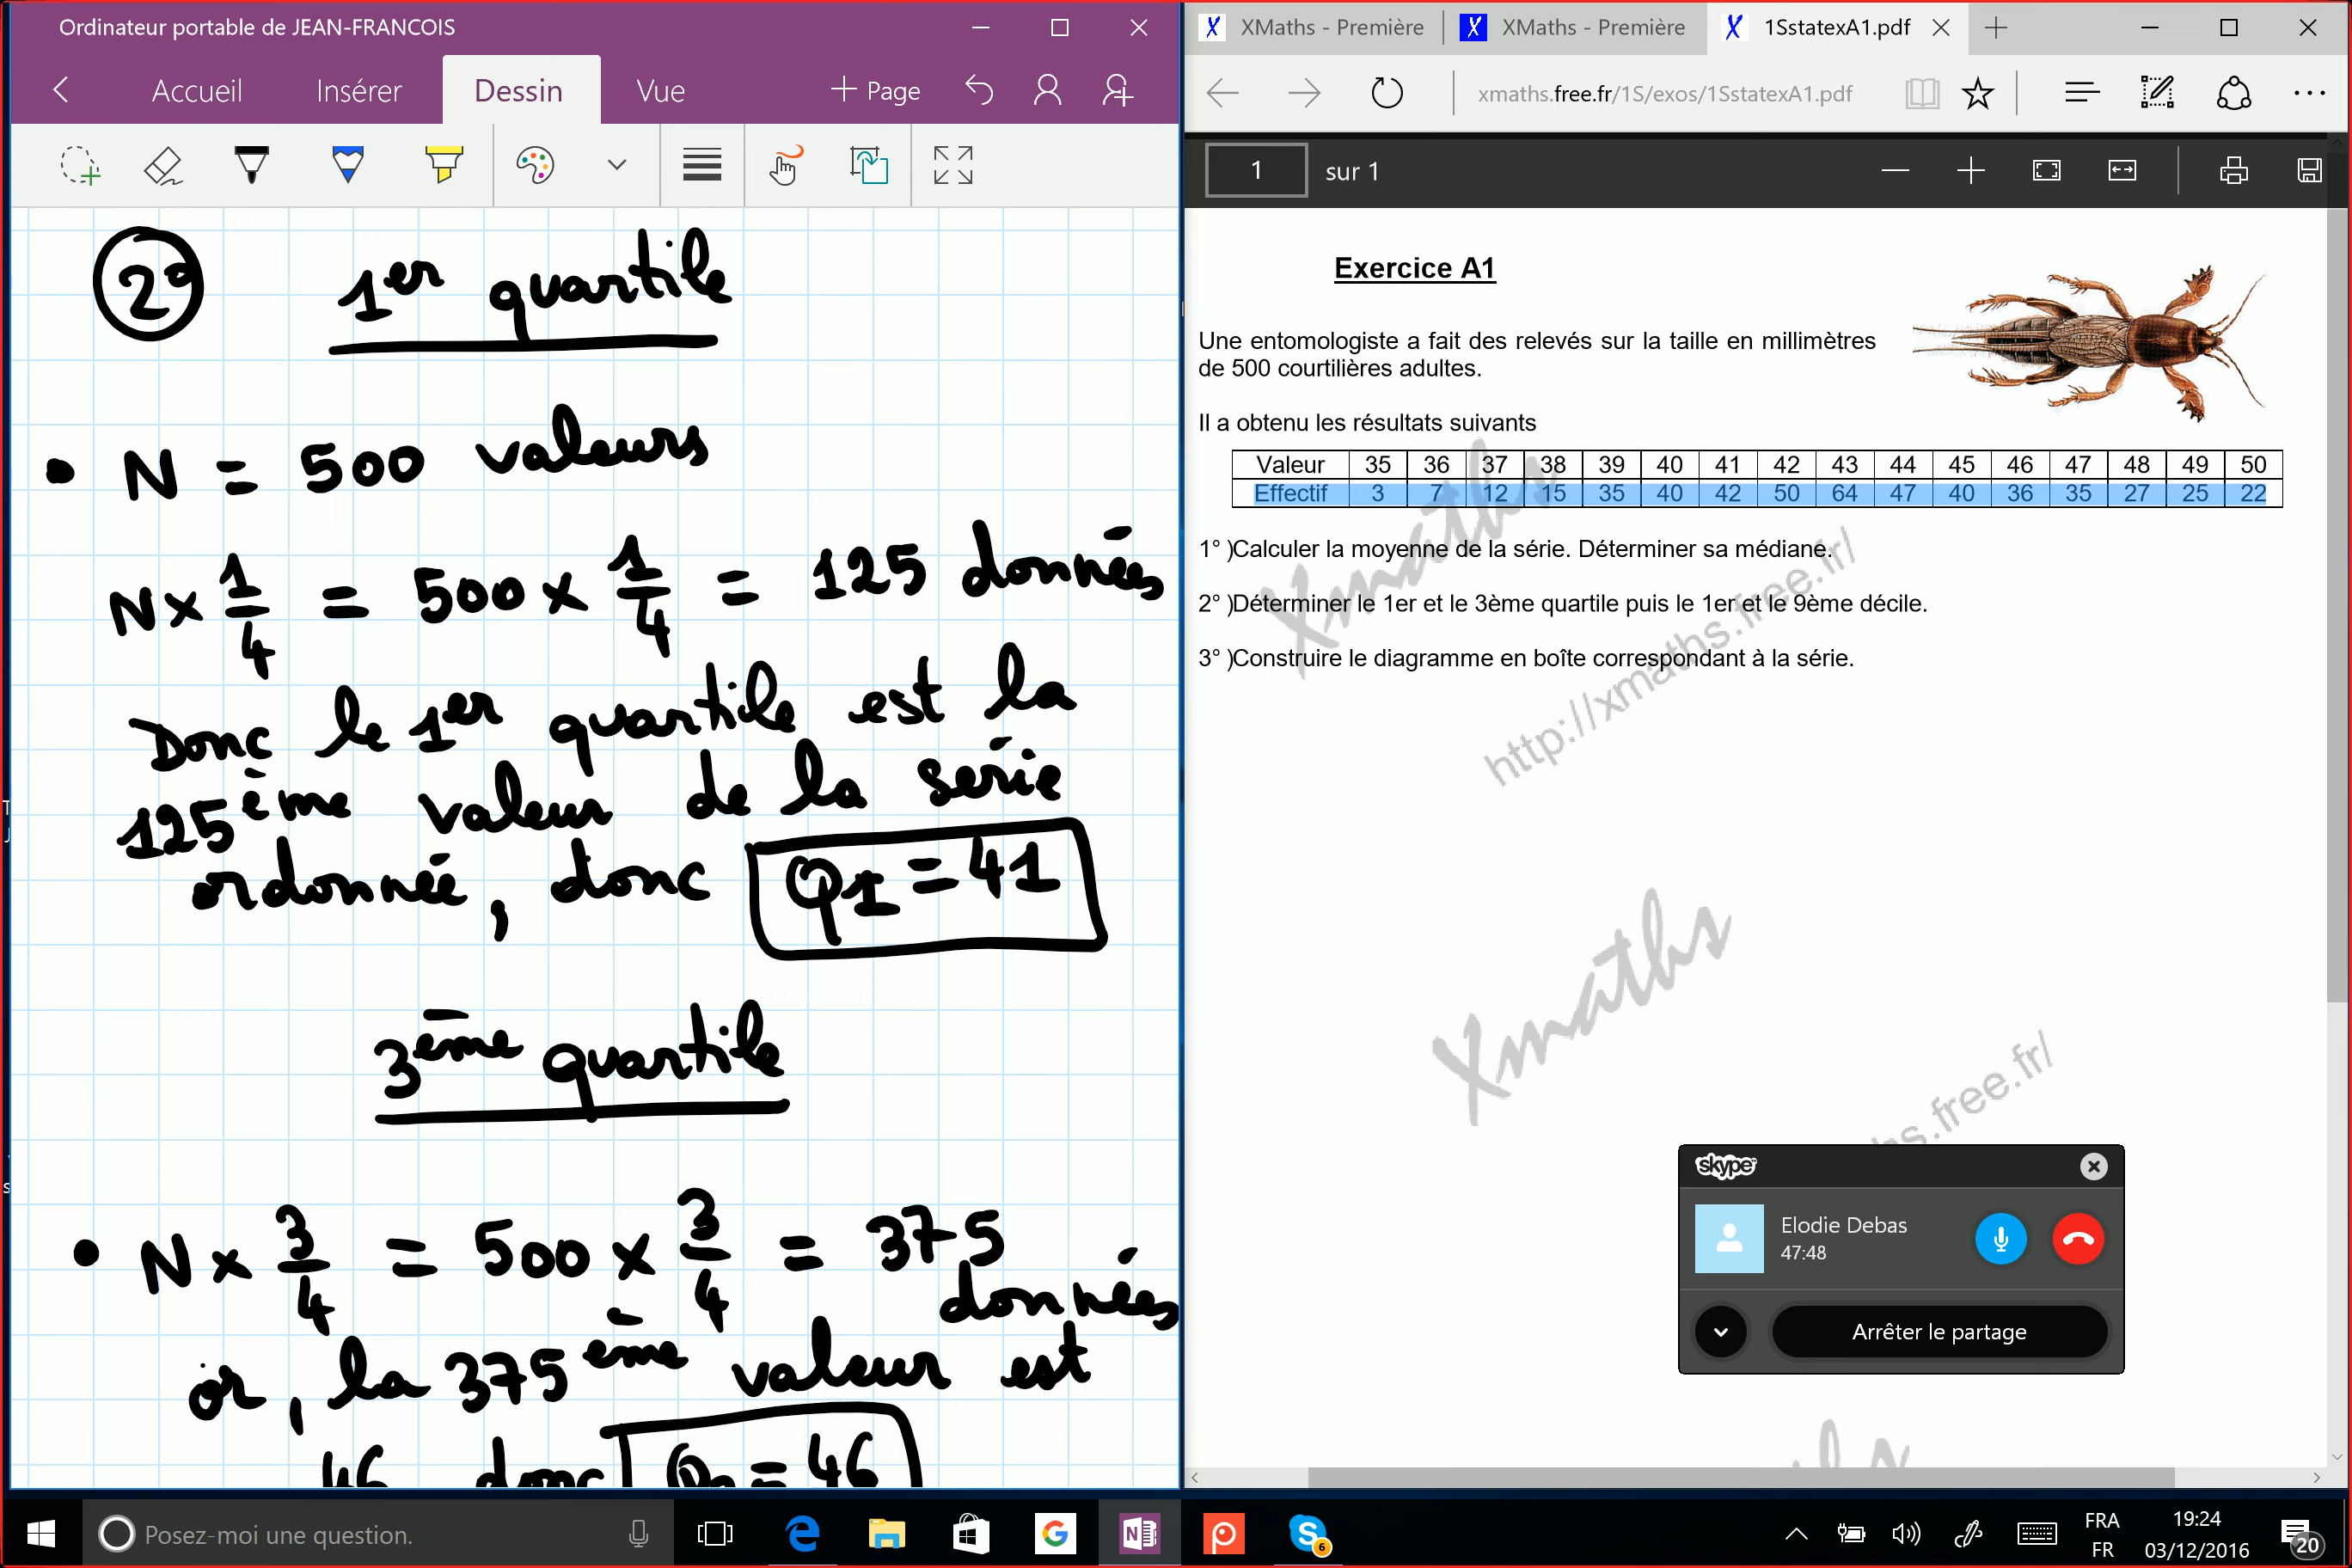 Ordinateur portable de JEAN-FRANCOIS
Accueil
Insérer
Dessin
Vue
Page
2°
1er quartile
• N = 500 valeurs
N x 1/4 = 500 x 1/4 = 125 données
Donc le 1er quartile est la
125ème valeur de la série
ordonnée, donc Q1 = 41
3ème quartile
• N x 3/4 = 500 x 3/4 = 375
données
or, la 375ème valeur est
46 donc = 46
XMaths - Première
XMaths - Première
1SstatexA1.pdf
xmaths.free.fr/1S/exos/1SstatexA1.pdf
1 sur 1
Exercice A1
Une entomologiste a fait des relevés sur la taille en millimètres
de 500 courtilières adultes.
Il a obtenu les résultats suivants
Valeur 35 36 37 38 39 40 41 42 43 44 45 46 47 48 49 50
Effectif 3 7 12 15 35 40 42 50 64 47 40 36 35 27 25 22
1° )Calculer la moyenne de la série. Déterminer sa médiane.
2° )Déterminer le 1er et le 3ème quartile puis le 1er et le 9ème décile.
3° )Construire le diagramme en boîte correspondant à la série.
Xmaths
http://xmaths.free.fr/
Xmaths
hs.free.fr/
skype
Elodie Debas
47:48
Arrêter le partage
Posez-moi une question.
FRA
FR
19:24
03/12/2016
20
6